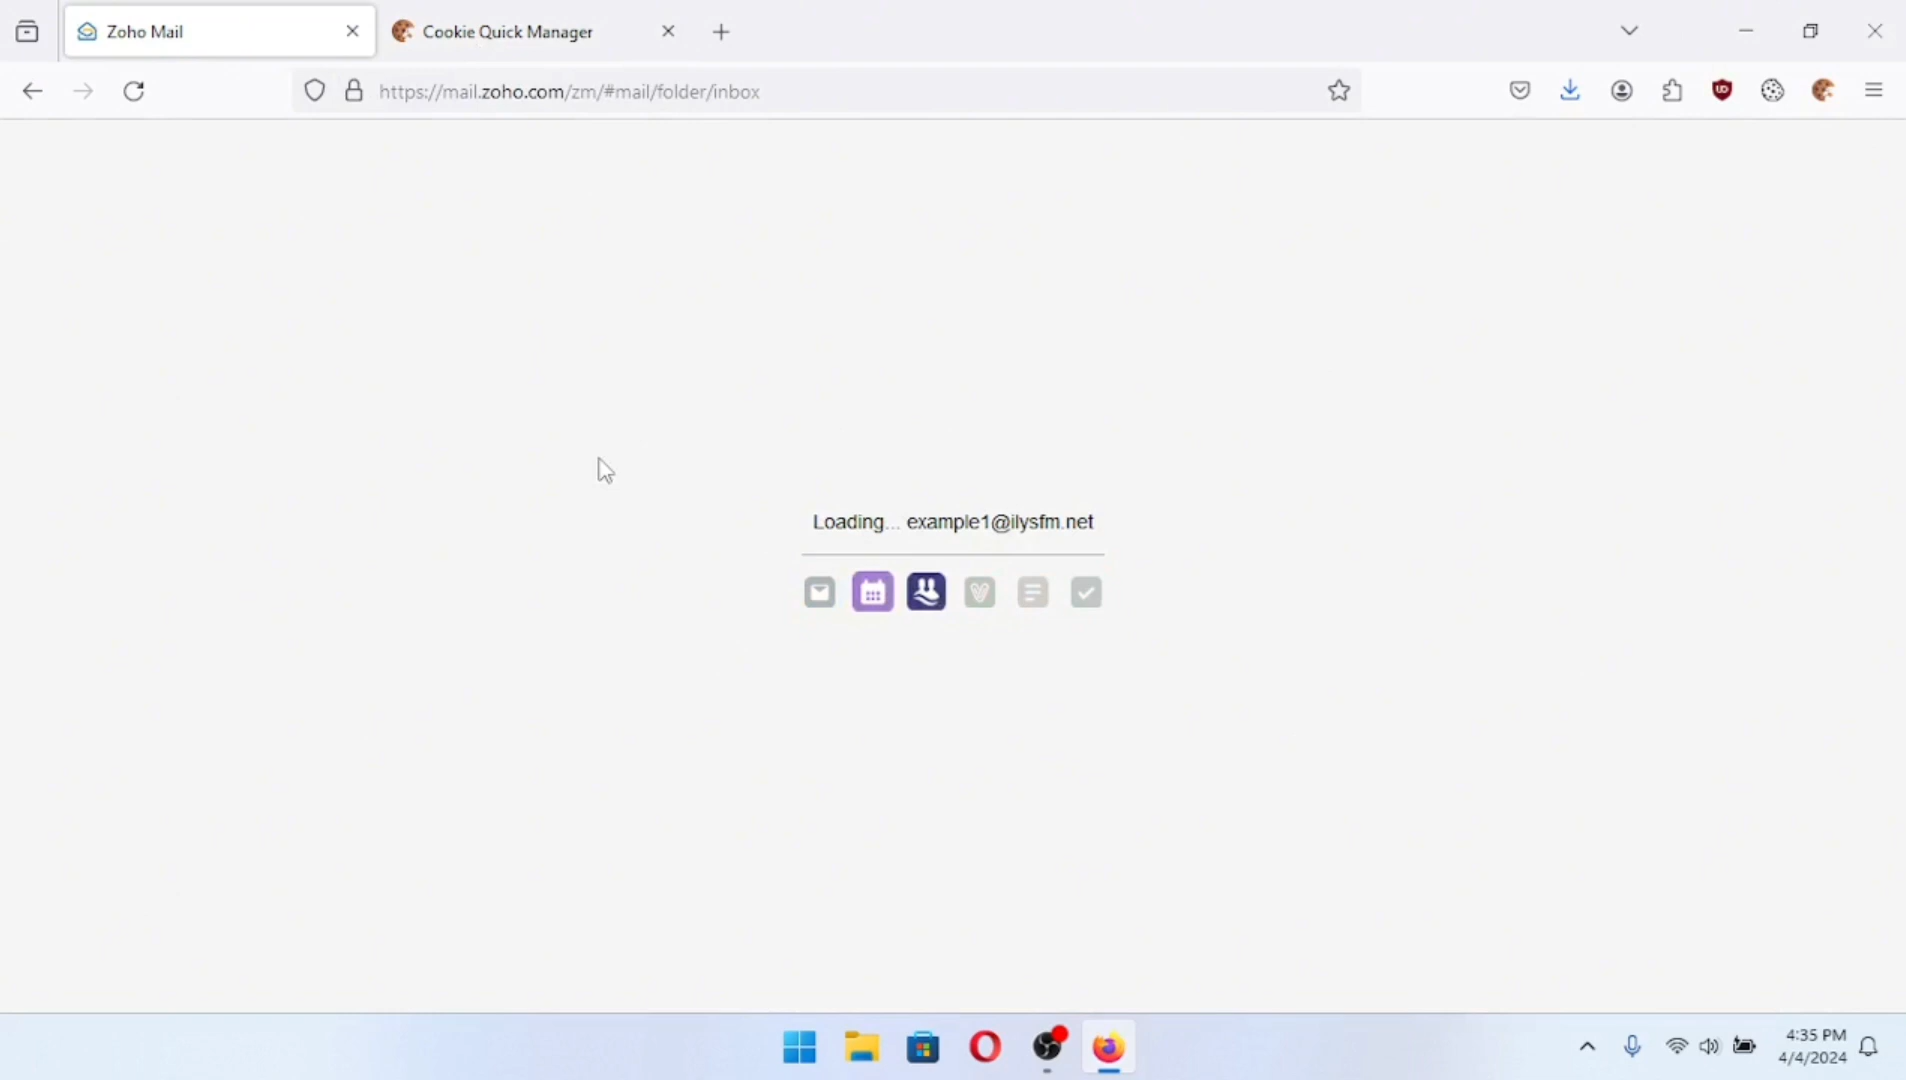 Zoho Mail
Cookie Quick Manager
https://mail.zoho.com/zm/#mail/folder/inbox
Loading... example1@ilysfm.net
4:35 PM
4/4/2024